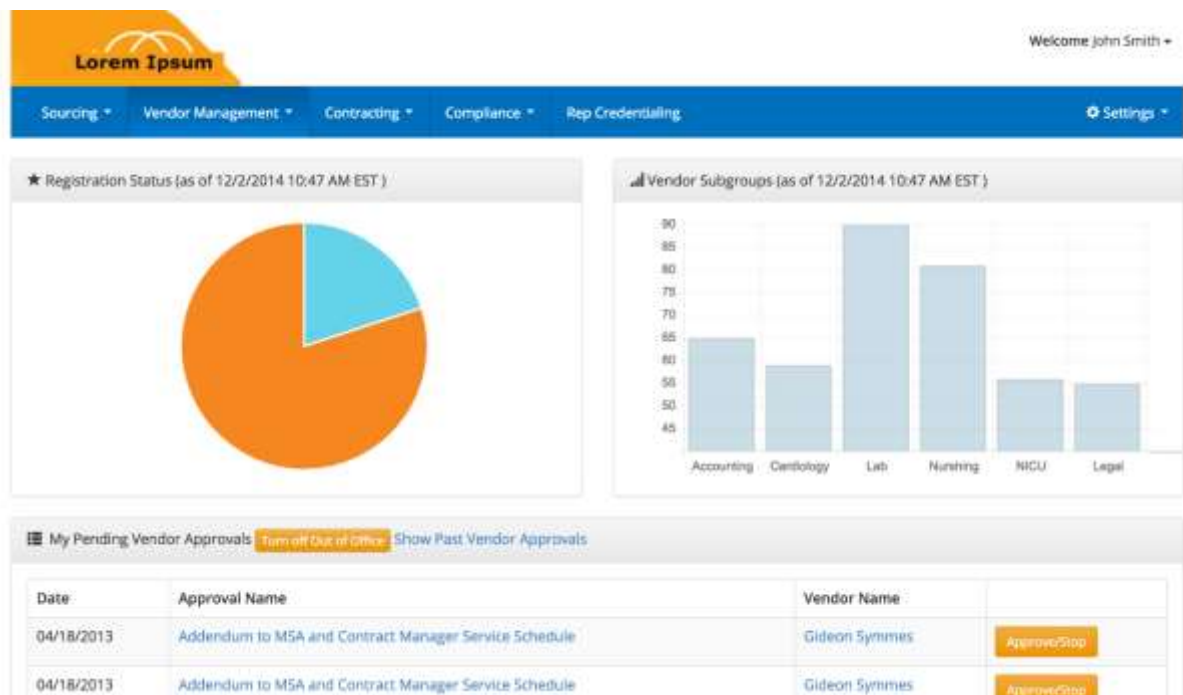 Lorem Ipsum
Welcome John Smith
Sourcing Vendor Management Contracting Compliance Rep Credentialing Settings
Registration Status (as of 12/2/2014 10:47 AM EST )
Vendor Subgroups (as of 12/2/2014 10:47 AM EST )
90
85
80
75
70
65
60
55
50
45
Accounting Cardiology Lab Nurshing NICU Legal
My Pending Vendor Approvals Turn off Out of Office Show Past Vendor Approvals
Date Approval Name Vendor Name
04/18/2013 Addendum to MSA and Contract Manager Service Schedule Gideon Symmes Approve/Stop
04/18/2013 Addendum to MSA and Contract Manager Service Schedule Gideon Symmes Approve/Stop